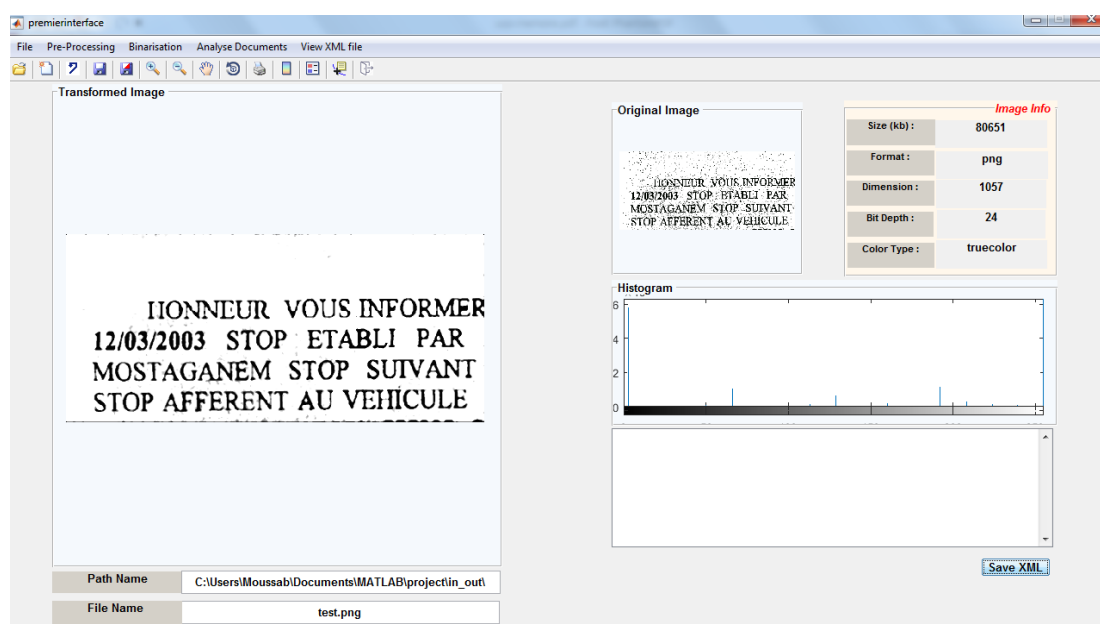 premierinterface
File Pre-Processing Binarisation Analyse Documents View XML file
Transformed Image
HONNEUR VOUS INFORMER
12/03/2003 STOP ETABLI PAR
MOSTAGANEM STOP SUIVANT
STOP AFFERENT AU VEHICULE
Path Name C:\Users\Moussab\Documents\MATLAB\project\in_out\
File Name test.png
Original Image
HONNEUR VOUS INFORMER
12/03/2003 STOP ETABLI PAR
MOSTAGANEM STOP SUIVANT
STOP AFFERENT AU VEHICULE
Image Info
Size (kb) : 80651
Format : png
Dimension : 1057
Bit Depth : 24
Color Type : truecolor
Histogram
6
4
2
0
Save XML